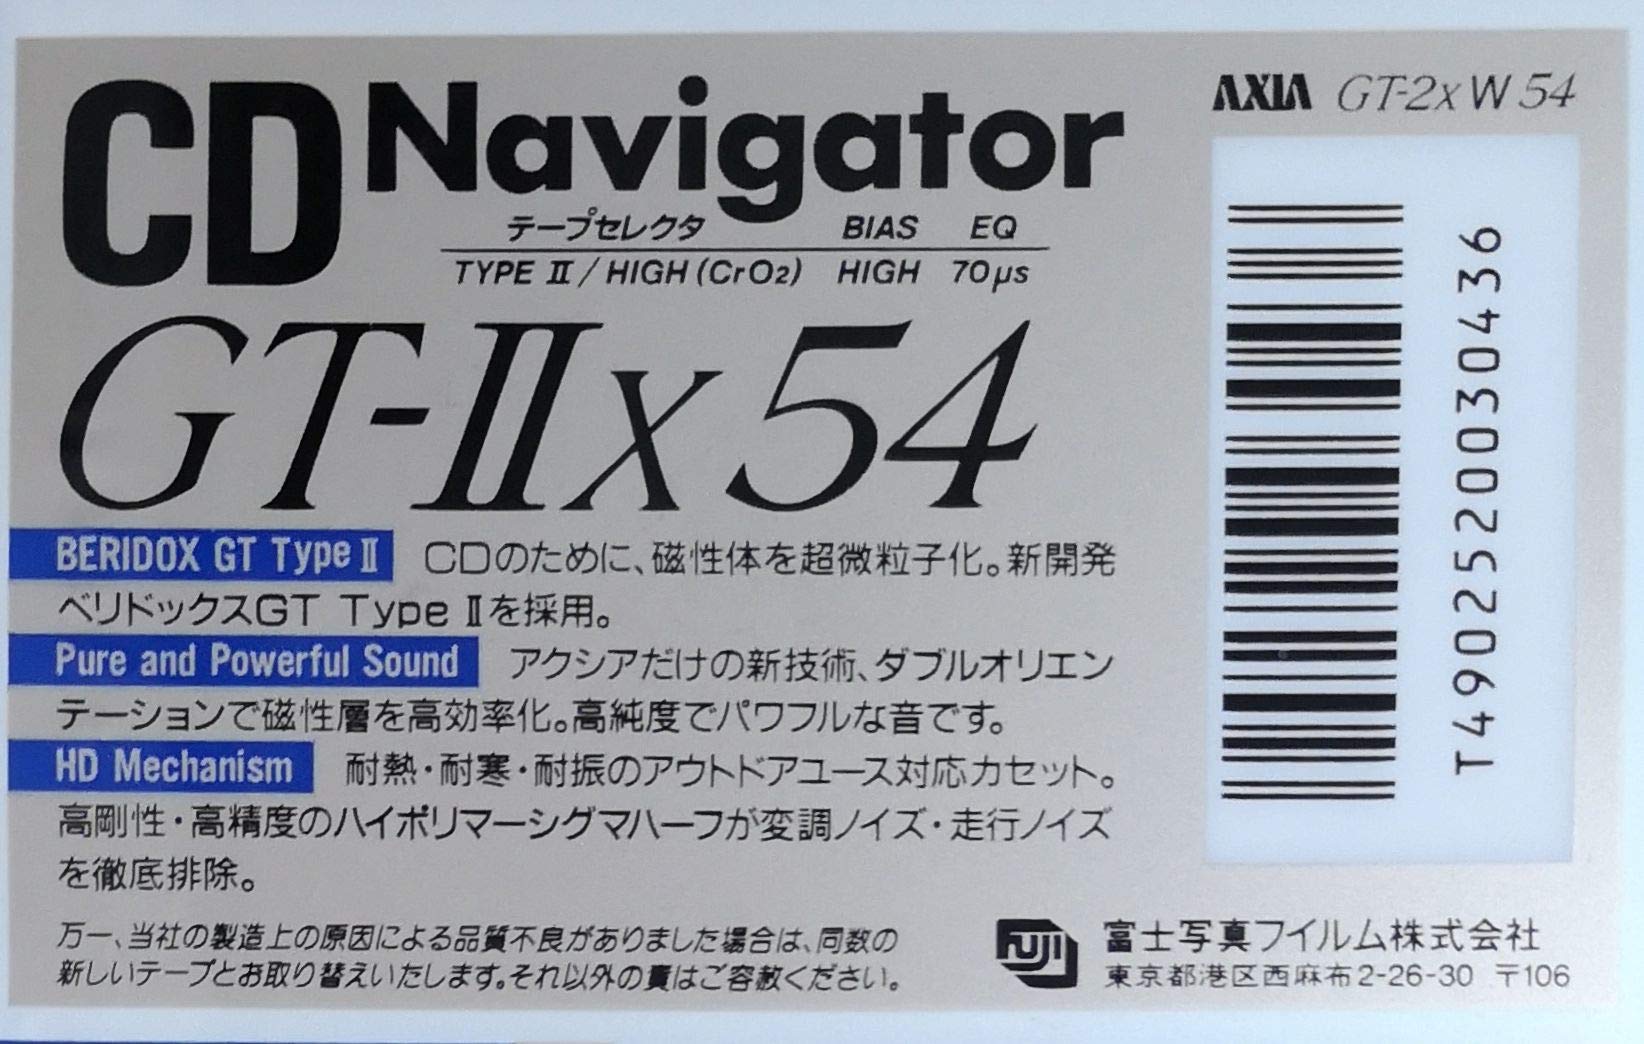 CD Navigator
テープセレクタ BIAS EQ
TYPE Ⅱ/HIGH(CrO2) HIGH 70μs
GT-Ⅱx 54
BERIDOX GT Type Ⅱ CDのために、磁性体を超微粒子化。新開発
ベリドックスGT Type Ⅱを採用。
Pure and Powerful Sound アクシアだけの新技術、ダブルオリエン
テーションで磁性層を高効率化。高純度でパワフルな音です。
HD Mechanism 耐熱・耐寒・耐振のアウトドアユース対応カセット。
高剛性・高精度のハイポリマーシグマハーフが変調ノイズ・走行ノイズ
を徹底排除。
万一、当社の製造上の原因による品質不良がありました場合は、同数の
新しいテープとお取り替えいたします。それ以外の責はご容赦ください。
AXIA GT-2x W 54
T4902520030436
FUJI 富士写真フイルム株式会社
東京都港区西麻布2-26-30 〒106